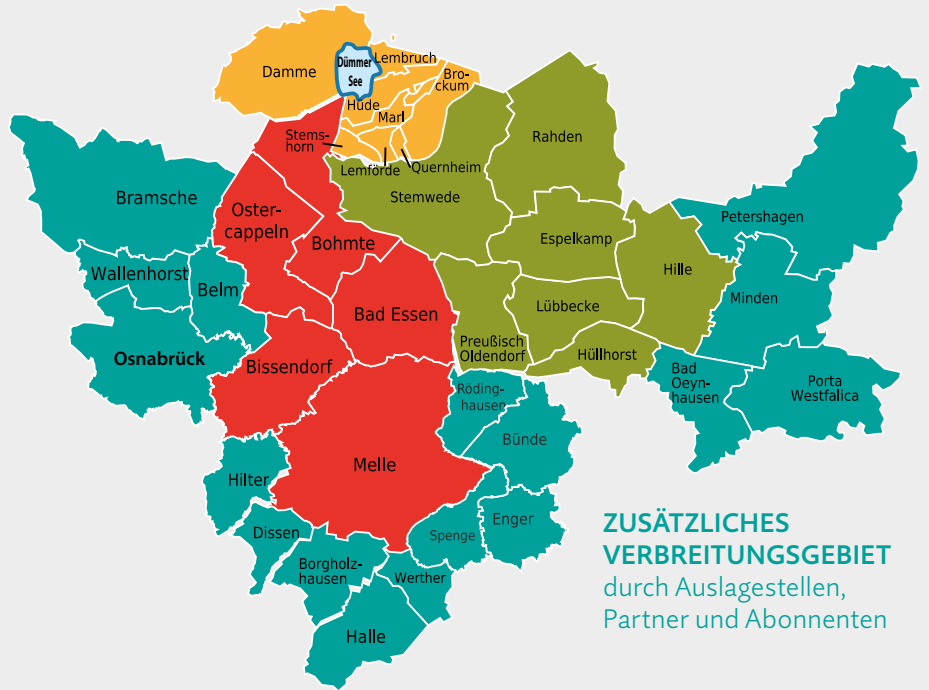 Damme
Dümmer
See
Lembruch
Bro-
ckum
Hüde
Marl
Stems-
horn
Lemförde
Quernheim
Stemwede
Rahden
Bramsche
Oster-
cappeln
Bohmte
Espelkamp
Petershagen
Wallenhorst
Belm
Hille
Minden
Bad Essen
Lübbecke
Osnabrück
Bissendorf
Preußisch
Oldendorf
Hüllhorst
Bad
Oeyn-
hausen
Porta
Westfalica
Röding-
hausen
Bünde
Melle
Hilter
Dissen
Spenge
Enger
Borgholz-
hausen
Werther
Halle
ZUSÄTZLICHES
VERBREITUNGSGEBIET
durch Auslagestellen,
Partner und Abonnenten